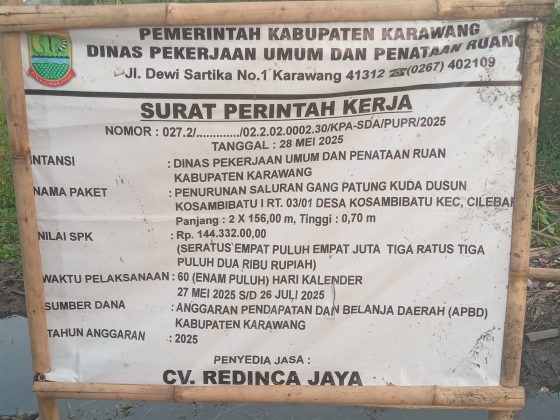 PEMERINTAH KABUPATEN KARAWANG
DINAS PEKERJAAN UMUM DAN PENATAAN RUANG
Jl. Dewi Sartika No.1 Karawang 41312 ☎(0267) 402109
SURAT PERINTAH KERJA
NOMOR : 027.2/............./02.2.02.0002.30/KPA-SDA/PUPR/2025
TANGGAL : 28 MEI 2025
INTANSI : DINAS PEKERJAAN UMUM DAN PENATAAN RUAN
KABUPATEN KARAWANG
NAMA PAKET : PENURUNAN SALURAN GANG PATUNG KUDA DUSUN
KOSAMBIBATU I RT. 03/01 DESA KOSAMBIBATU KEC, CILEBAR
Panjang : 2 X 156,00 m, Tinggi : 0,70 m
NILAI SPK : Rp. 144.332.00,00
(SERATUS EMPAT PULUH EMPAT JUTA TIGA RATUS TIGA
PULUH DUA RIBU RUPIAH)
WAKTU PELAKSANAAN : 60 (ENAM PULUH) HARI KALENDER
27 MEI 2025 S/D 26 JULI 2025
SUMBER DANA : ANGGARAN PENDAPATAN DAN BELANJA DAERAH (APBD)
KABUPATEN KARAWANG
TAHUN ANGGARAN : 2025
PENYEDIA JASA :
CV. REDINCA JAYA